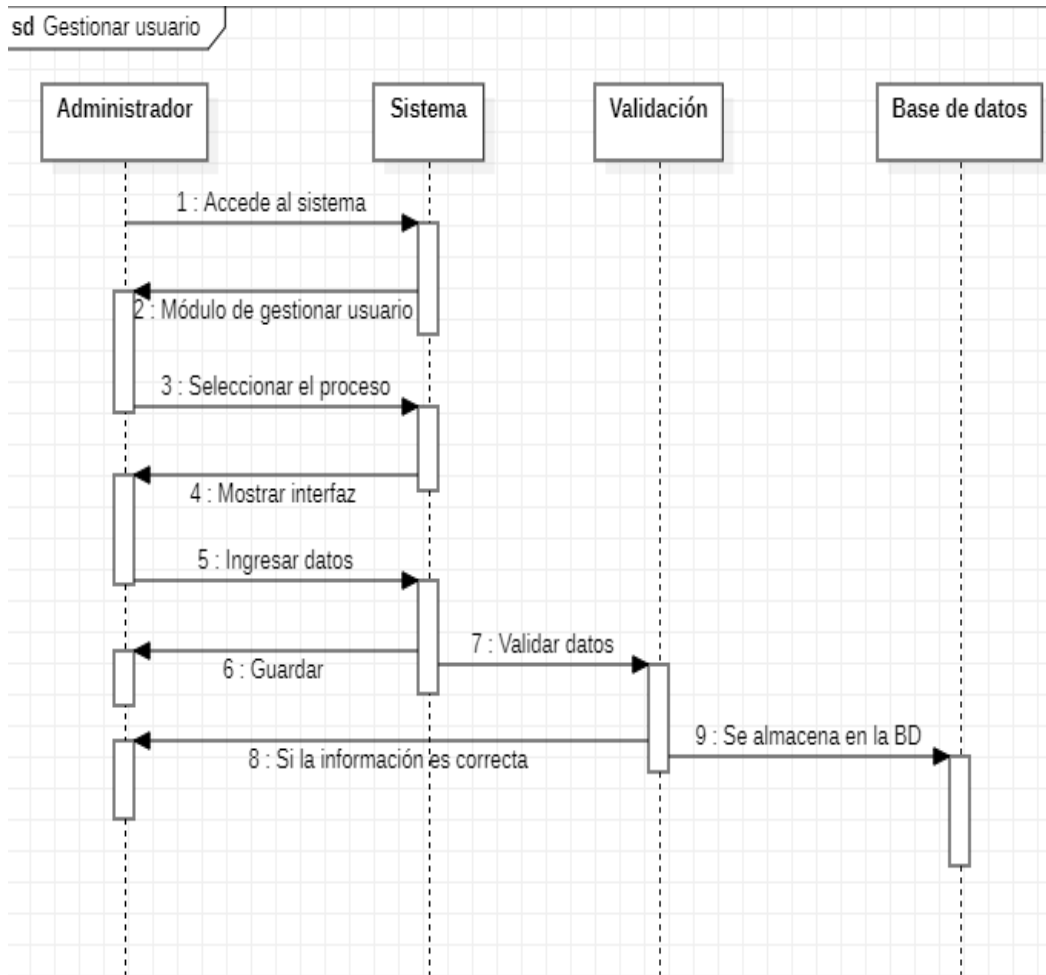 sd Gestionar usuario
Administrador
Sistema
Validación
Base de datos
1 : Accede al sistema
2 : Módulo de gestionar usuario
3 : Seleccionar el proceso
4 : Mostrar interfaz
5 : Ingresar datos
6 : Guardar
7 : Validar datos
8 : Si la información es correcta
9 : Se almacena en la BD